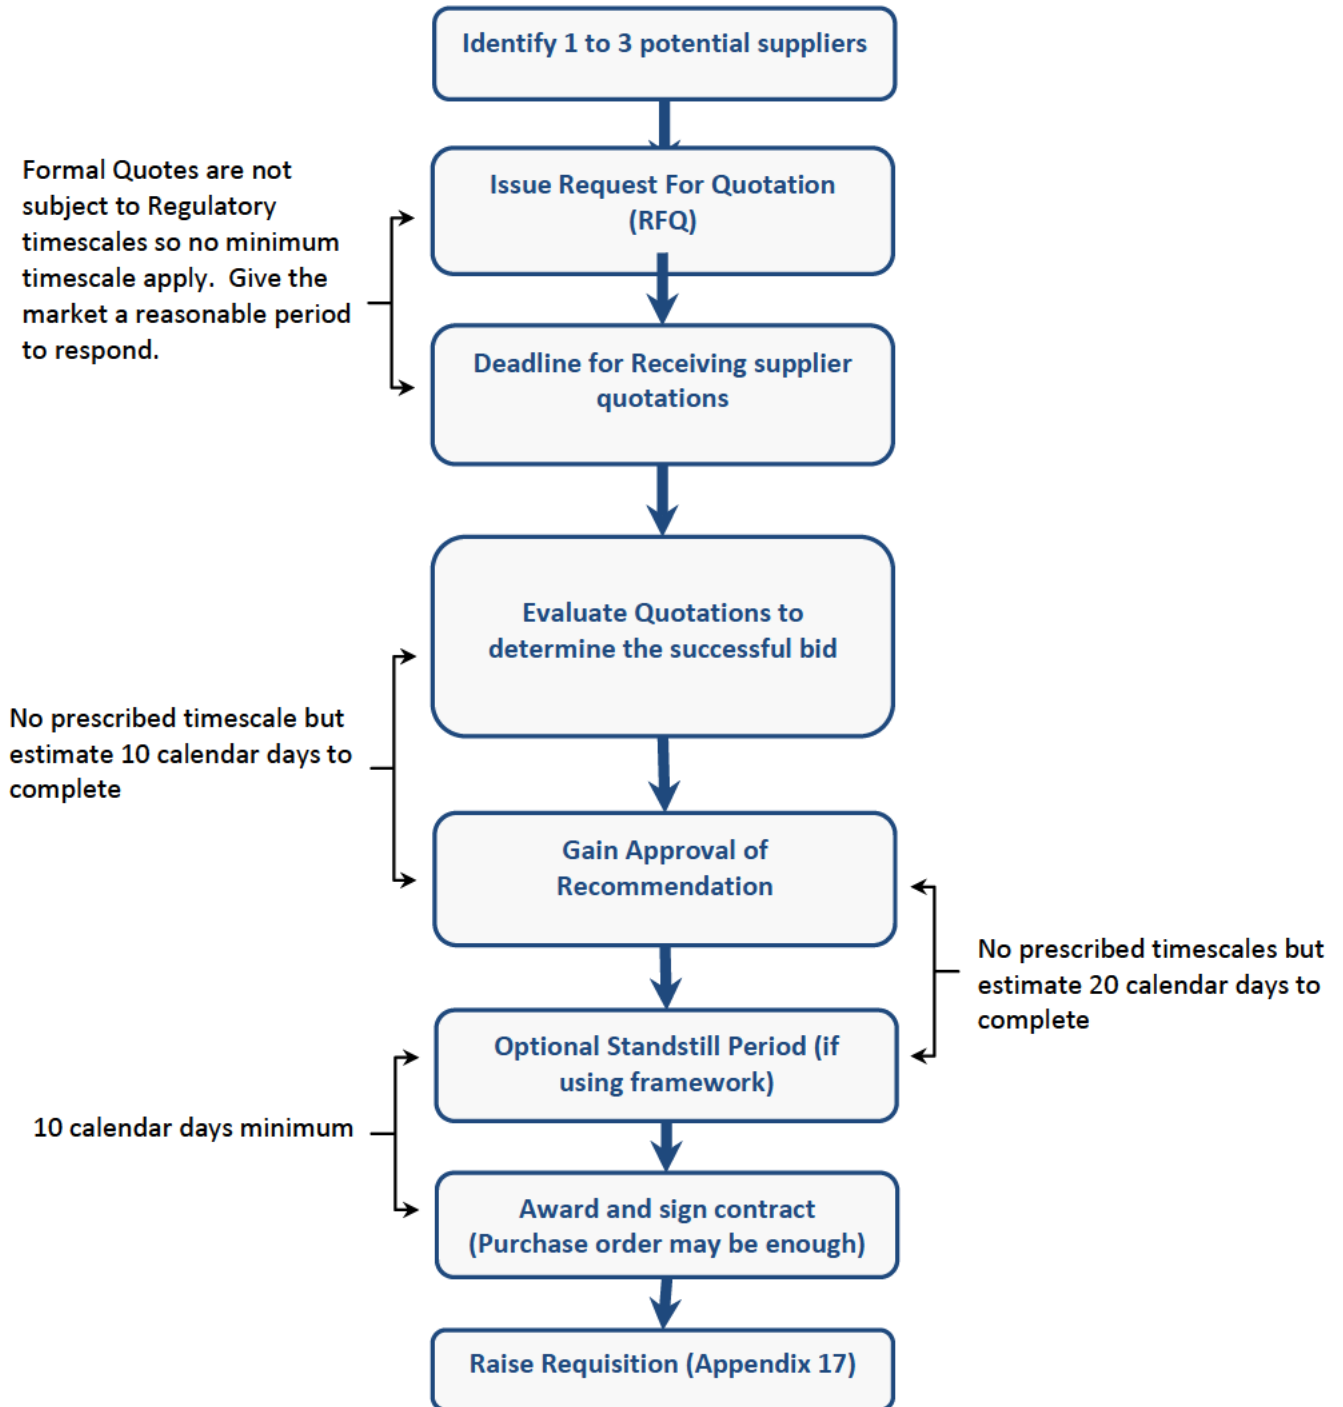 Identify 1 to 3 potential suppliers
Formal Quotes are not
subject to Regulatory
timescales so no minimum
timescale apply.  Give the
market a reasonable period
to respond.
Issue Request For Quotation
(RFQ)
Deadline for Receiving supplier
quotations
Evaluate Quotations to
determine the successful bid
No prescribed timescale but
estimate 10 calendar days to
complete
Gain Approval of
Recommendation
No prescribed timescales but
estimate 20 calendar days to
complete
Optional Standstill Period (if
using framework)
10 calendar days minimum
Award and sign contract
(Purchase order may be enough)
Raise Requisition (Appendix 17)